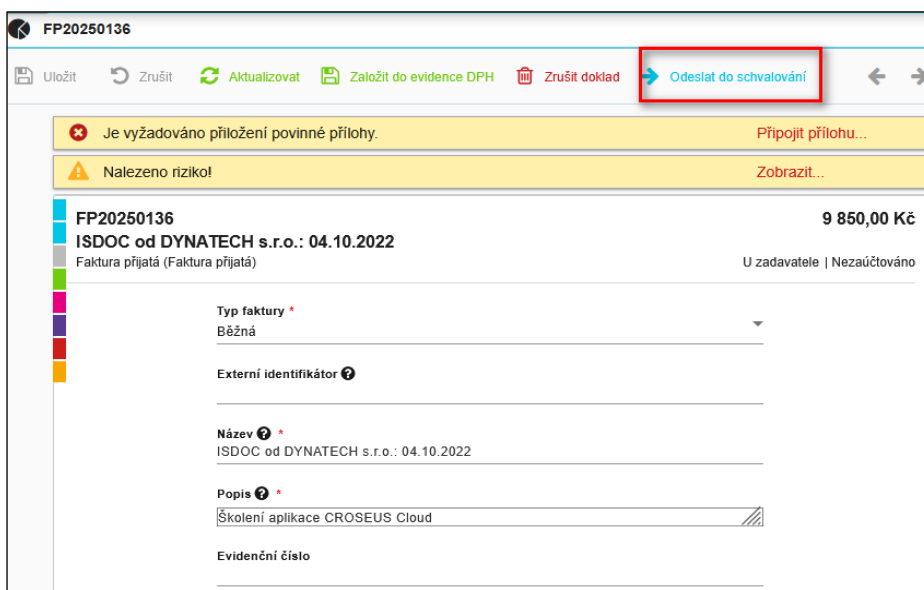 FP20250136
Uložit Zrušit Aktualizovat Založit do evidence DPH Zrušit doklad Odeslat do schvalování
Je vyžadováno přiložení povinné přílohy. Připojit přílohu...
Nalezeno riziko! Zobrazit...
FP20250136 9 850,00 Kč
ISDOC od DYNATECH s.r.o.: 04.10.2022
Faktura přijatá (Faktura přijatá) U zadavatele | Nezaúčtováno
Typ faktury *
Běžná
Externí identifikátor ?
Název ? *
ISDOC od DYNATECH s.r.o.: 04.10.2022
Popis ? *
Školení aplikace CROSEUS Cloud
Evidenční číslo